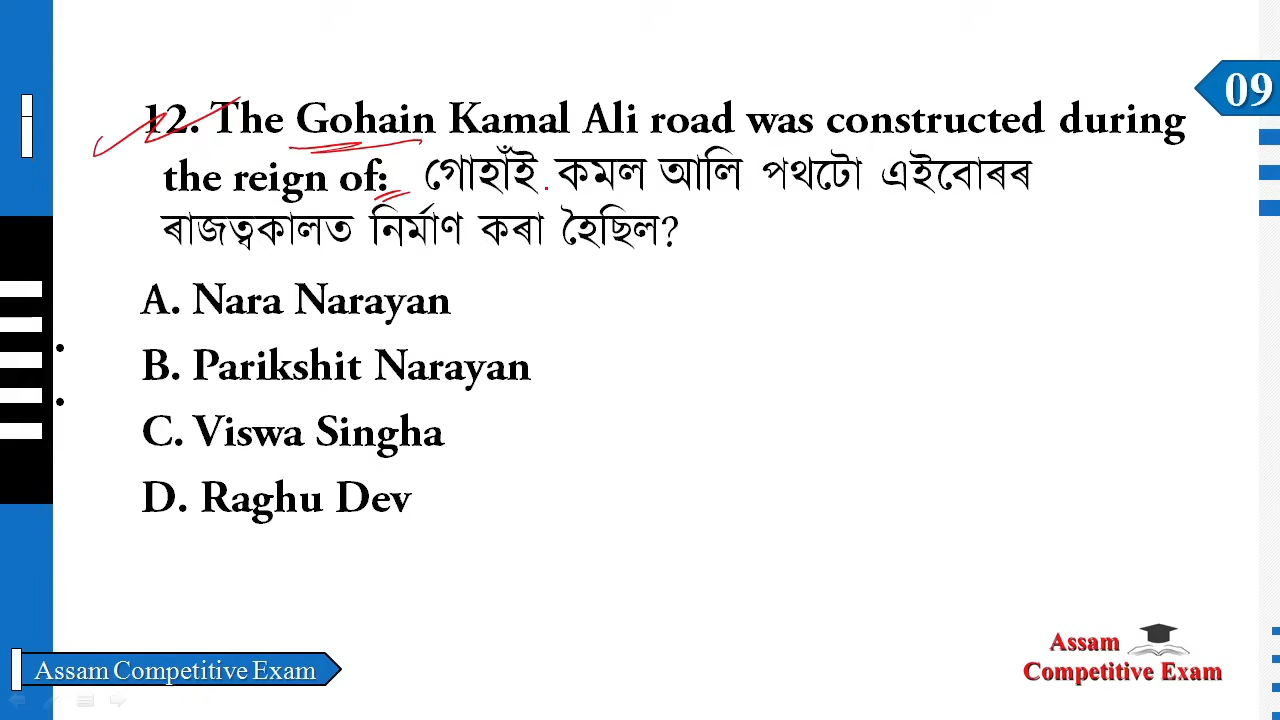 09
12. The Gohain Kamal Ali road was constructed during
the reign of: গোহাঁই কমল আলি পথটো এইবোৰৰ
ৰাজত্বকালত নিৰ্মাণ কৰা হৈছিল?
A. Nara Narayan
B. Parikshit Narayan
C. Viswa Singha
D. Raghu Dev
Assam Competitive Exam
Assam
Competitive Exam